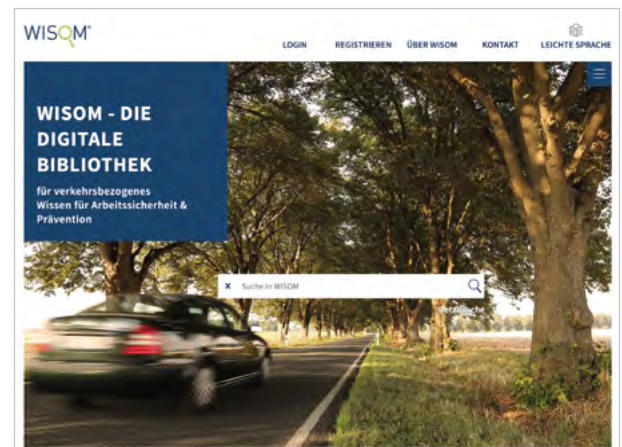 WISOM®
LOGIN REGISTRIEREN ÜBER WISOM KONTAKT LEICHTE SPRACHE
WISOM - DIE
DIGITALE
BIBLIOTHEK
für verkehrsbezogenes
Wissen für Arbeitssicherheit &
Prävention
x Suche in WISOM
Detailsuche